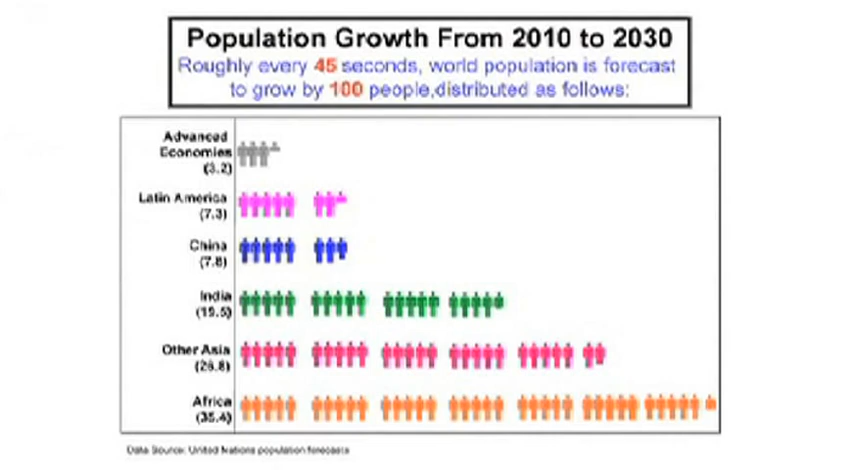 Population Growth From 2010 to 2030
Roughly every 45 seconds, world population is forecast
to grow by 100 people,distributed as follows:
Advanced
Economies
(3.2)
Latin America
(7.3)
China
(7.8)
India
(19.5)
Other Asia
(26.8)
Africa
(35.4)
Data Source: United Nations population forecasts